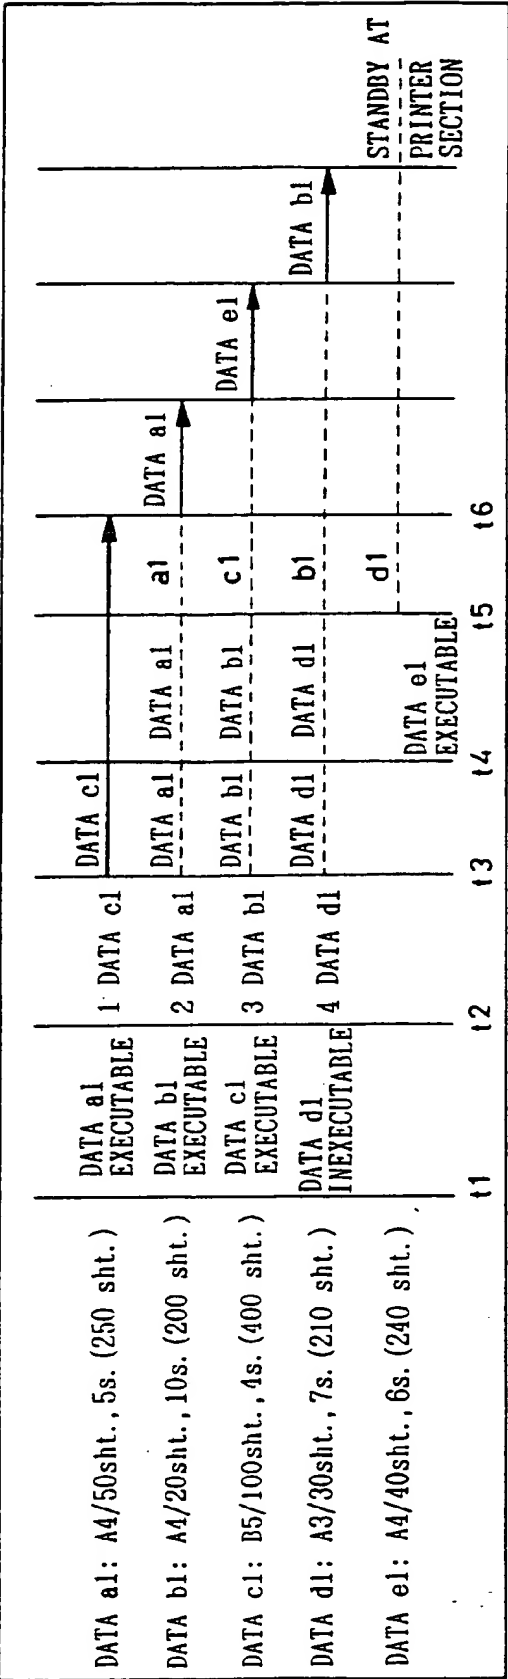 DATA a1: A4/50sht., 5s. (250 sht.)
DATA b1: A4/20sht., 10s. (200 sht.)
DATA c1: B5/100sht., 4s. (400 sht.)
DATA d1: A3/30sht., 7s. (210 sht.)
DATA e1: A4/40sht., 6s. (240 sht.)
DATA a1
EXECUTABLE
DATA b1
EXECUTABLE
DATA c1
EXECUTABLE
DATA d1
INEXECUTABLE
1 DATA c1
2 DATA a1
3 DATA b1
4 DATA d1
DATA c1
DATA a1
DATA b1
DATA d1
DATA a1
DATA b1
DATA d1
DATA e1
EXECUTABLE
a1
c1
b1
d1
DATA a1
DATA e1
DATA b1
STANDBY AT
PRINTER
SECTION
t1
t2
t3
t4
t5
t6